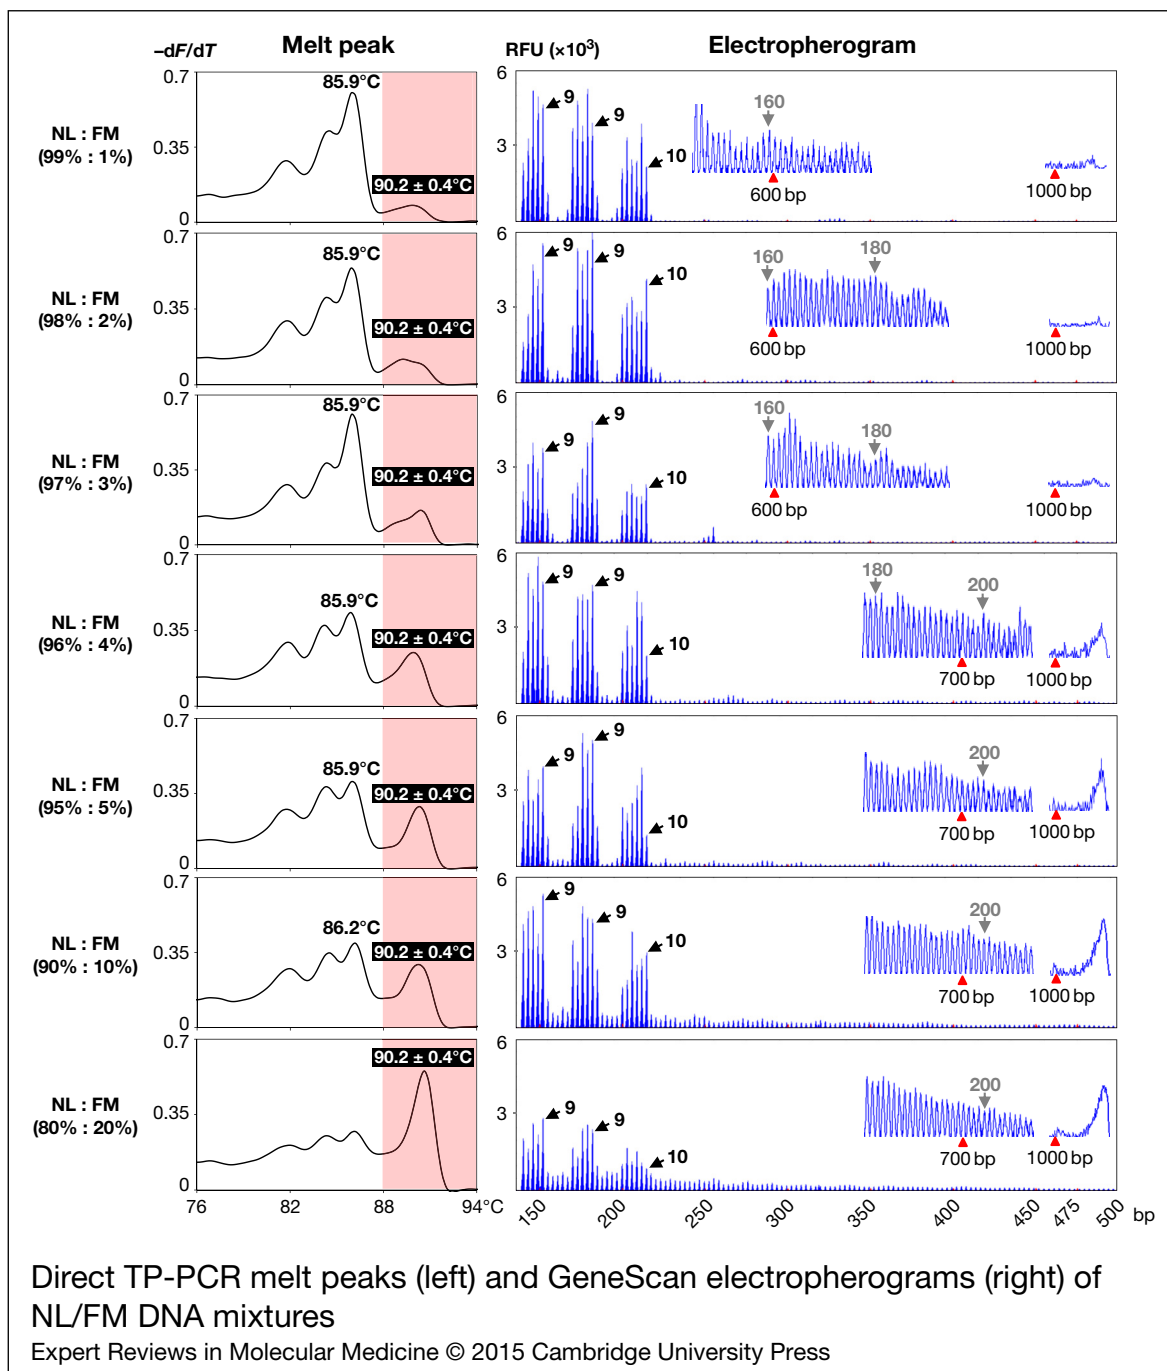 –dF/dT Melt peak RFU (×10³) Electropherogram
NL : FM
(99% : 1%)
0.7
0.35
0
85.9°C
90.2 ± 0.4°C
6
3
9
9
10
160
600 bp
1000 bp
NL : FM
(98% : 2%)
0.7
0.35
0
85.9°C
90.2 ± 0.4°C
6
3
9
9
10
160
180
600 bp
1000 bp
NL : FM
(97% : 3%)
0.7
0.35
0
85.9°C
90.2 ± 0.4°C
6
3
9
9
10
160
180
600 bp
1000 bp
NL : FM
(96% : 4%)
0.7
0.35
0
85.9°C
90.2 ± 0.4°C
6
3
9
9
10
180
200
700 bp
1000 bp
NL : FM
(95% : 5%)
0.7
0.35
0
85.9°C
90.2 ± 0.4°C
6
3
9
9
10
200
700 bp
1000 bp
NL : FM
(90% : 10%)
0.7
0.35
0
86.2°C
90.2 ± 0.4°C
6
3
9
9
10
200
700 bp
1000 bp
NL : FM
(80% : 20%)
0.7
0.35
0
90.2 ± 0.4°C
6
3
9
9
10
200
700 bp
1000 bp
76 82 88 94°C
150 200 250 300 350 400 450 475 500 bp
Direct TP-PCR melt peaks (left) and GeneScan electropherograms (right) of
NL/FM DNA mixtures
Expert Reviews in Molecular Medicine © 2015 Cambridge University Press